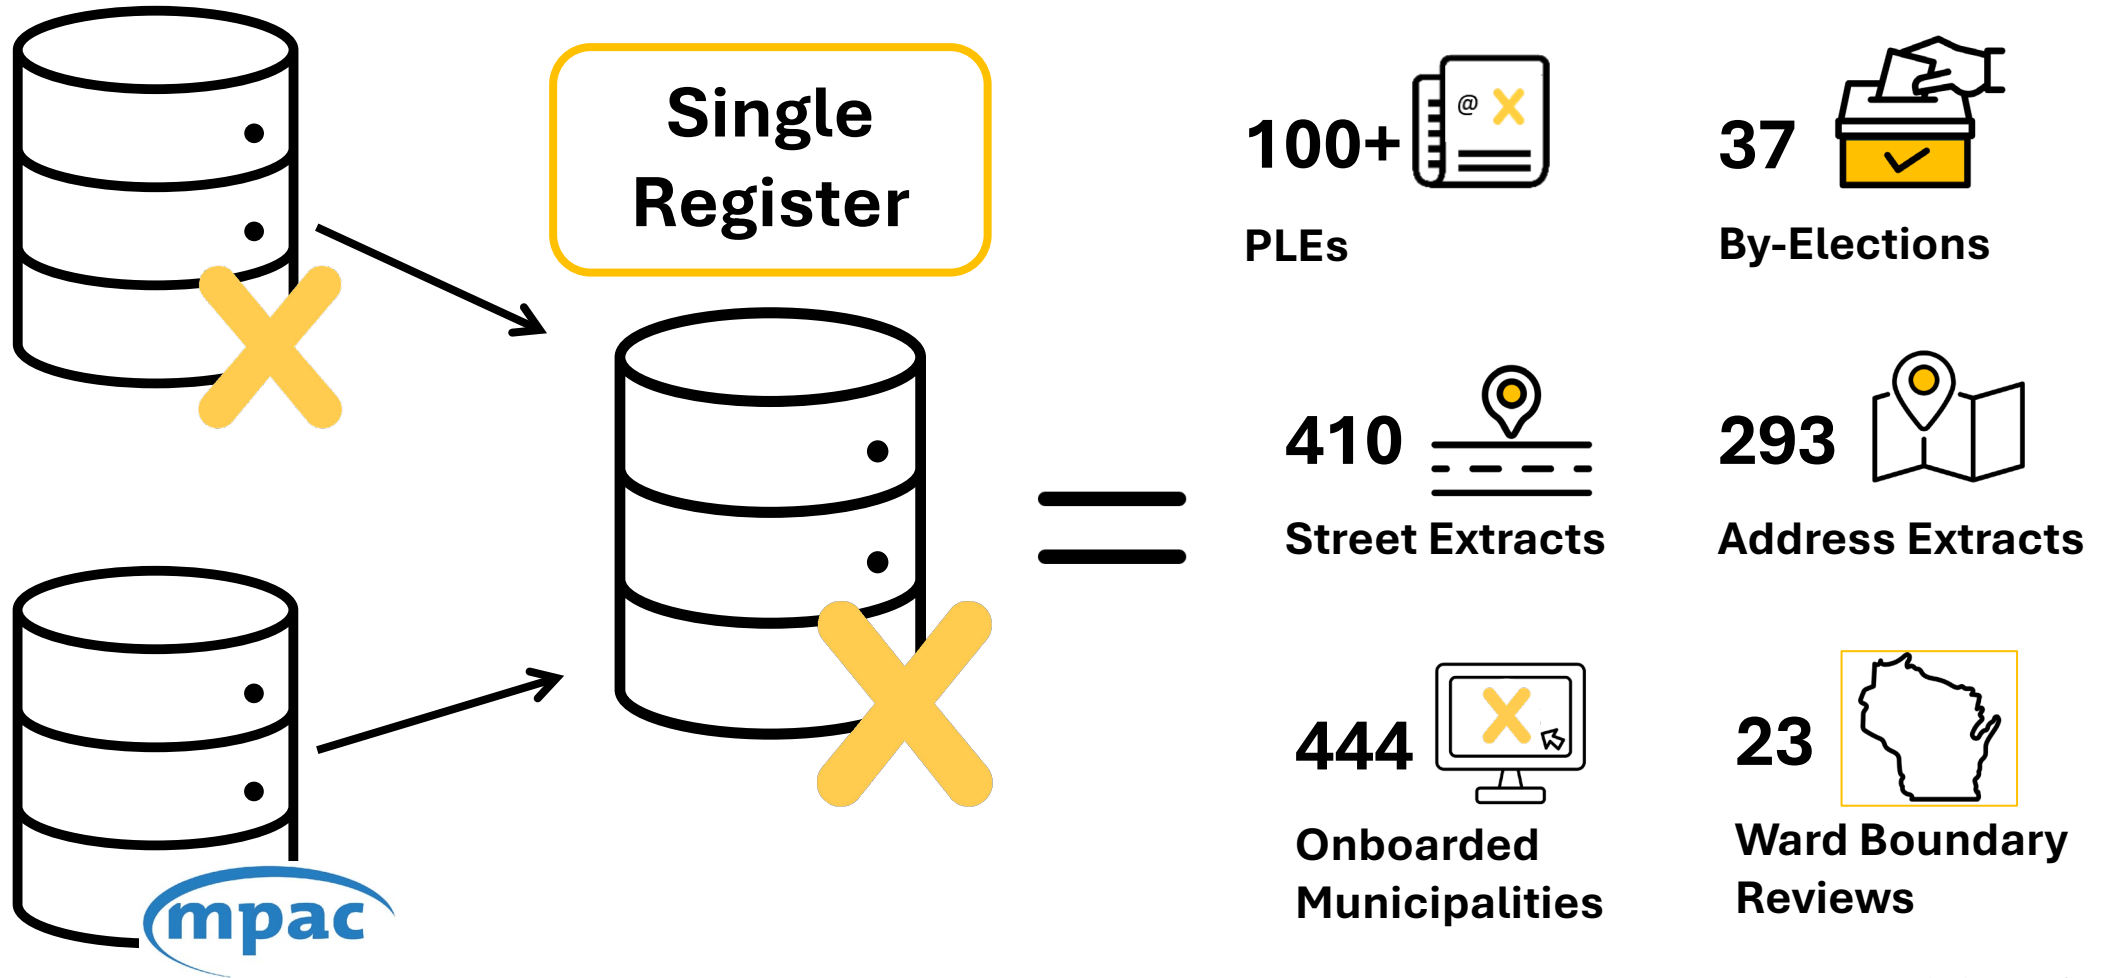 Single
Register
100+
@
PLEs
37
By-Elections
410
Street Extracts
293
Address Extracts
444
Onboarded
Municipalities
23
Ward Boundary
Reviews
mpac